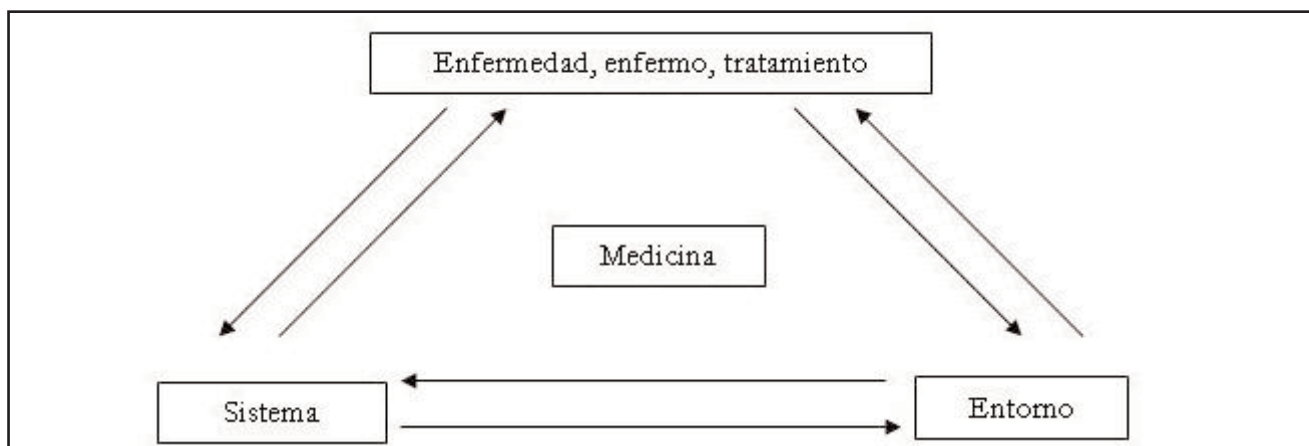 Enfermedad, enfermo, tratamiento
Medicina
Sistema
Entorno